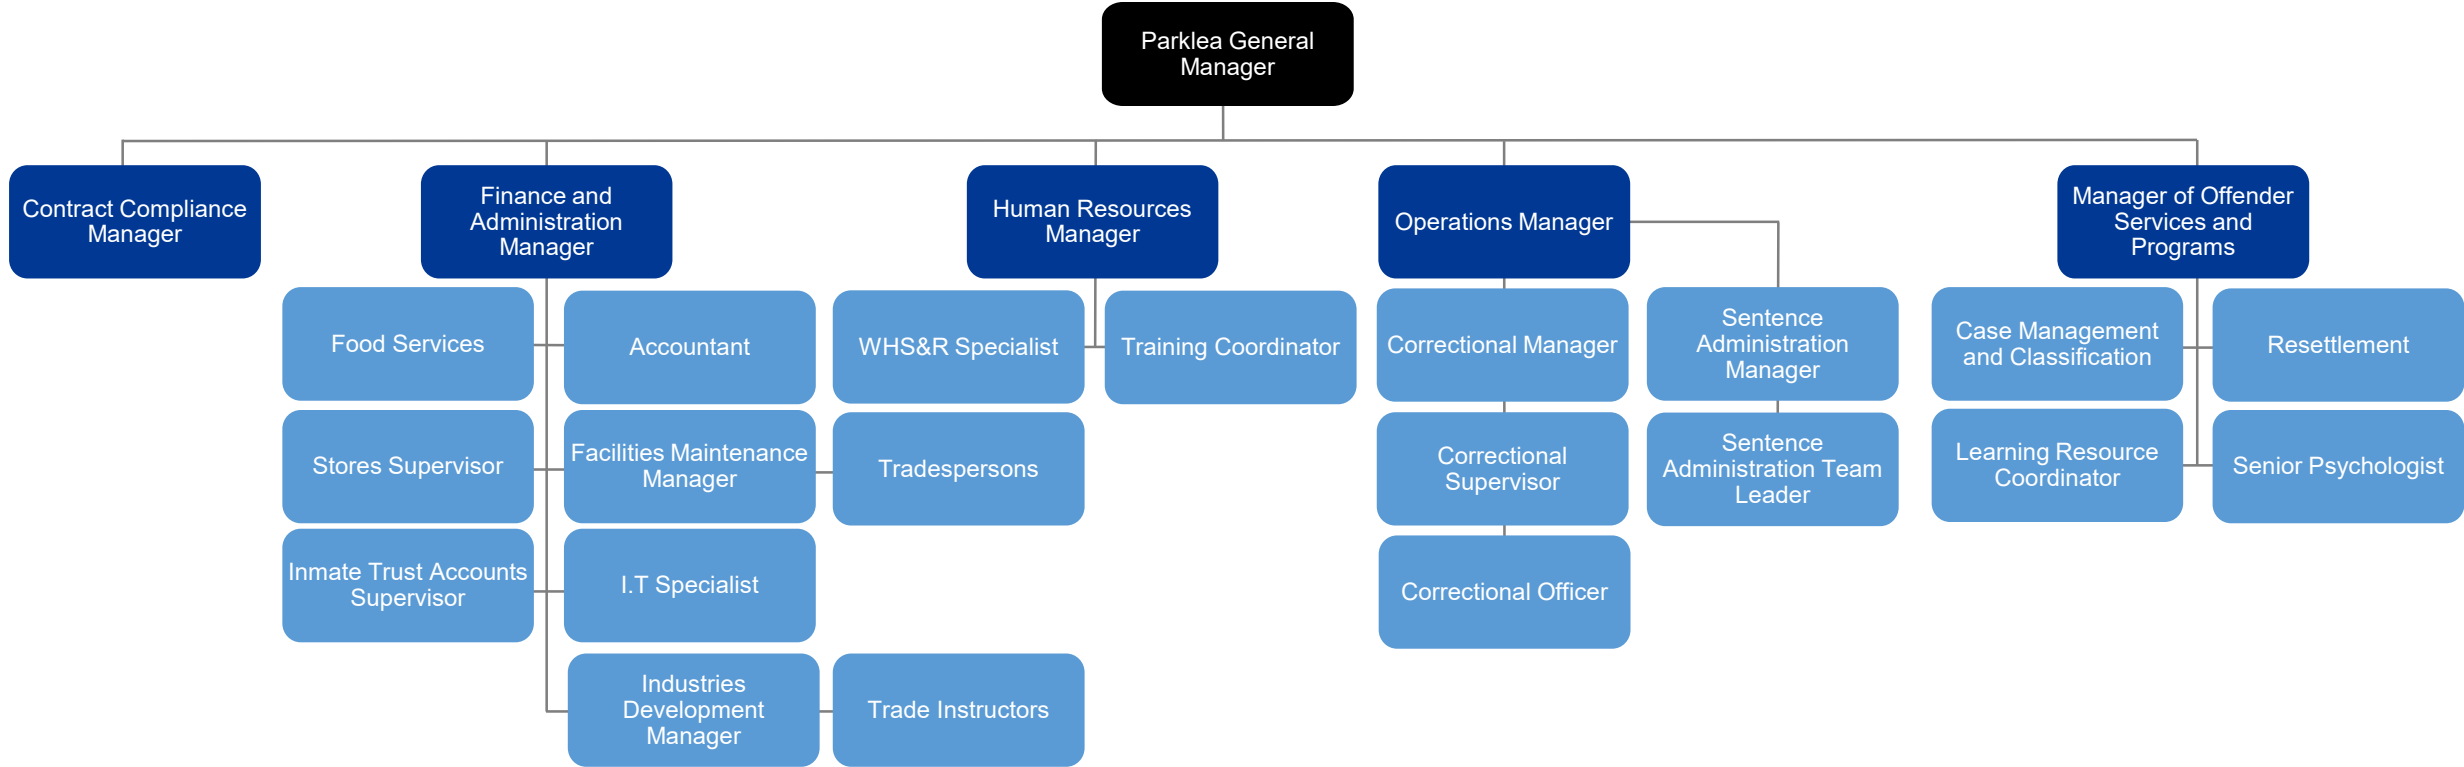 Parklea General
Manager
Contract Compliance
Manager
Finance and
Administration
Manager
Human Resources
Manager
Operations Manager
Manager of Offender
Services and
Programs
Food Services
Accountant
WHS&R Specialist
Training Coordinator
Correctional Manager
Sentence
Administration
Manager
Case Management
and Classification
Resettlement
Stores Supervisor
Facilities Maintenance
Manager
Tradespersons
Correctional
Supervisor
Sentence
Administration Team
Leader
Learning Resource
Coordinator
Senior Psychologist
Inmate Trust Accounts
Supervisor
I.T Specialist
Correctional Officer
Industries
Development
Manager
Trade Instructors